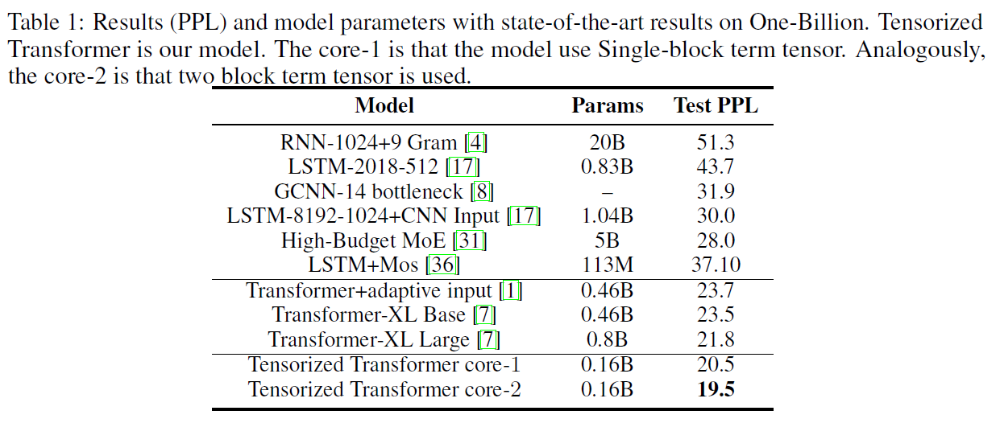 Table 1: Results (PPL) and model parameters with state-of-the-art results on One-Billion. Tensorized
Transformer is our model. The core-1 is that the model use Single-block term tensor. Analogously,
the core-2 is that two block term tensor is used.
Model Params Test PPL
RNN-1024+9 Gram [4] 20B 51.3
LSTM-2018-512 [17] 0.83B 43.7
GCNN-14 bottleneck [8] – 31.9
LSTM-8192-1024+CNN Input [17] 1.04B 30.0
High-Budget MoE [31] 5B 28.0
LSTM+Mos [36] 113M 37.10
Transformer+adaptive input [1] 0.46B 23.7
Transformer-XL Base [7] 0.46B 23.5
Transformer-XL Large [7] 0.8B 21.8
Tensorized Transformer core-1 0.16B 20.5
Tensorized Transformer core-2 0.16B 19.5